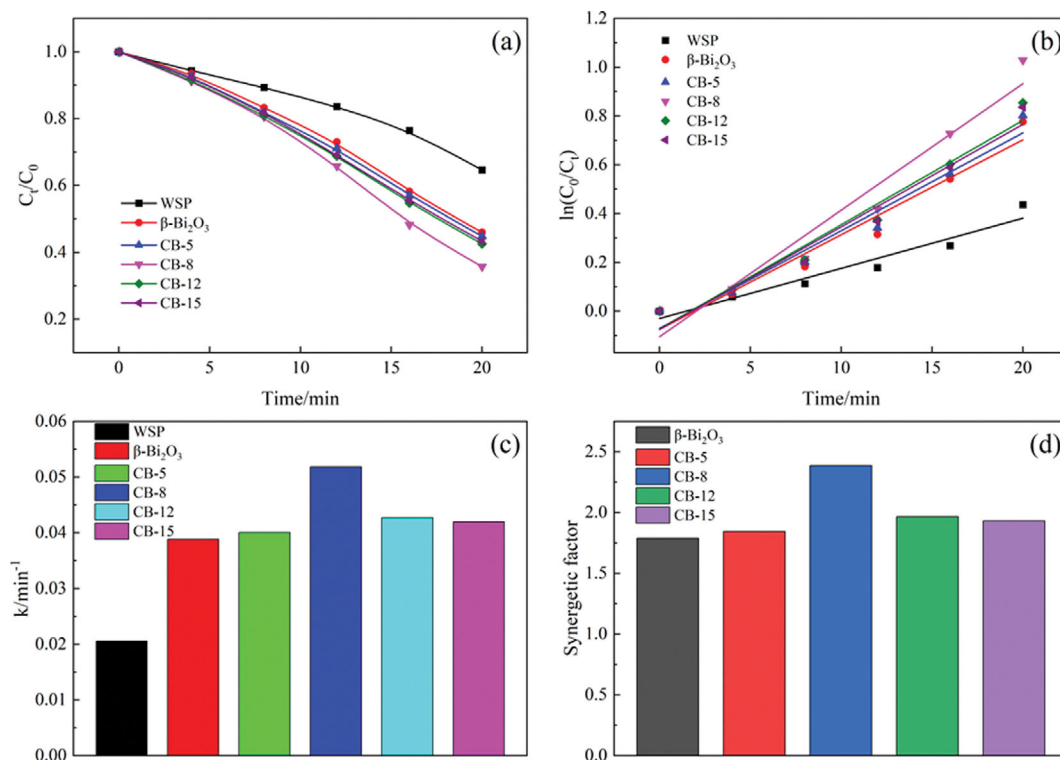 (a)
1.0
0.8
0.6
0.4
0.2
Cₜ/C₀
WSP
β-Bi₂O₃
CB-5
CB-8
CB-12
CB-15
0
5
10
15
20
Time/min
(b)
1.2
1.0
0.8
0.6
0.4
0.2
0.0
ln(C₀/Cₜ)
WSP
β-Bi₂O₃
CB-5
CB-8
CB-12
CB-15
0
5
10
15
20
Time/min
(c)
0.06
0.05
0.04
0.03
0.02
0.01
0.00
k/min⁻¹
WSP
β-Bi₂O₃
CB-5
CB-8
CB-12
CB-15
(d)
2.5
2.0
1.5
1.0
0.5
0.0
Synergetic factor
β-Bi₂O₃
CB-5
CB-8
CB-12
CB-15